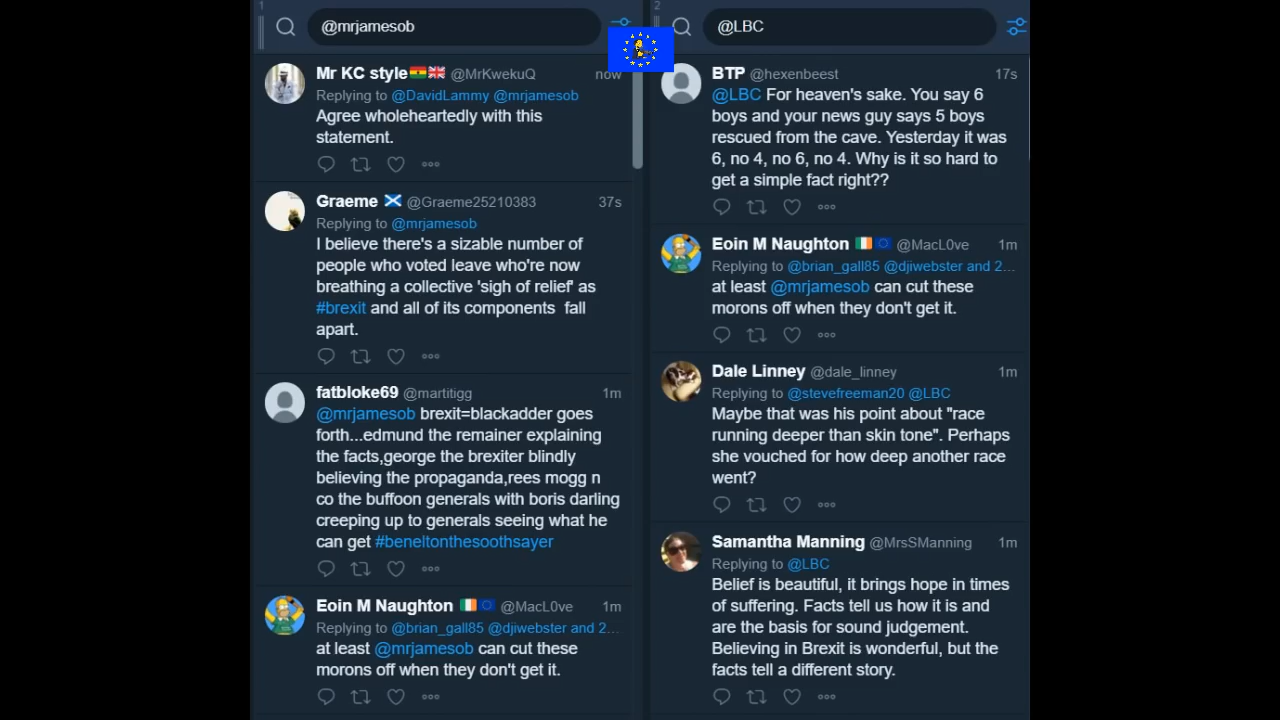 1
@mrjamesob
Mr KC style @MrKwekuQ now
Replying to @DavidLammy @mrjamesob
Agree wholeheartedly with this
statement.
Graeme @Graeme25210383 37s
Replying to @mrjamesob
I believe there's a sizable number of
people who voted leave who're now
breathing a collective 'sigh of relief' as
#brexit and all of its components fall
apart.
fatbloke69 @martitigg 1m
@mrjamesob brexit=blackadder goes
forth...edmund the remainer explaining
the facts,george the brexiter blindly
believing the propaganda,rees mogg n
co the buffoon generals with boris darling
creeping up to generals seeing what he
can get #beneltonthesoothsayer
Eoin M Naughton @MacL0ve 1m
Replying to @brian_gall85 @djiwebster and 2...
at least @mrjamesob can cut these
morons off when they don't get it.
2
@LBC
BTP @hexenbeest 17s
@LBC For heaven's sake. You say 6
boys and your news guy says 5 boys
rescued from the cave. Yesterday it was
6, no 4, no 6, no 4. Why is it so hard to
get a simple fact right??
Eoin M Naughton @MacL0ve 1m
Replying to @brian_gall85 @djiwebster and 2...
at least @mrjamesob can cut these
morons off when they don't get it.
Dale Linney @dale_linney 1m
Replying to @stevefreeman20 @LBC
Maybe that was his point about "race
running deeper than skin tone". Perhaps
she vouched for how deep another race
went?
Samantha Manning @MrsSManning 1m
Replying to @LBC
Belief is beautiful, it brings hope in times
of suffering. Facts tell us how it is and
are the basis for sound judgement.
Believing in Brexit is wonderful, but the
facts tell a different story.